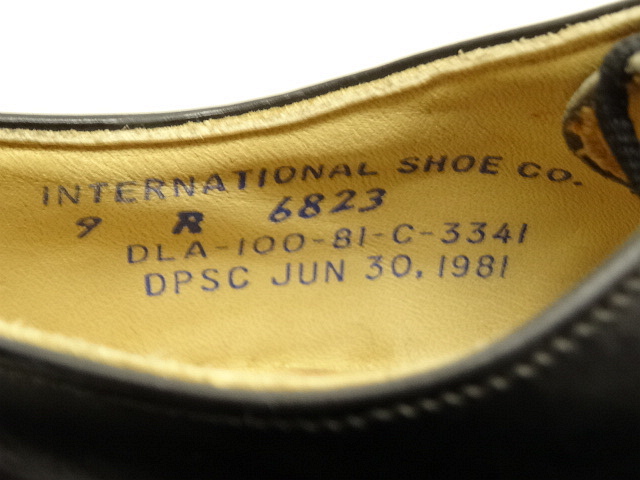 INTERNATIONAL SHOE CO.
9 R 6823
DLA-100-81-C-3341
DPSC JUN 30, 1981